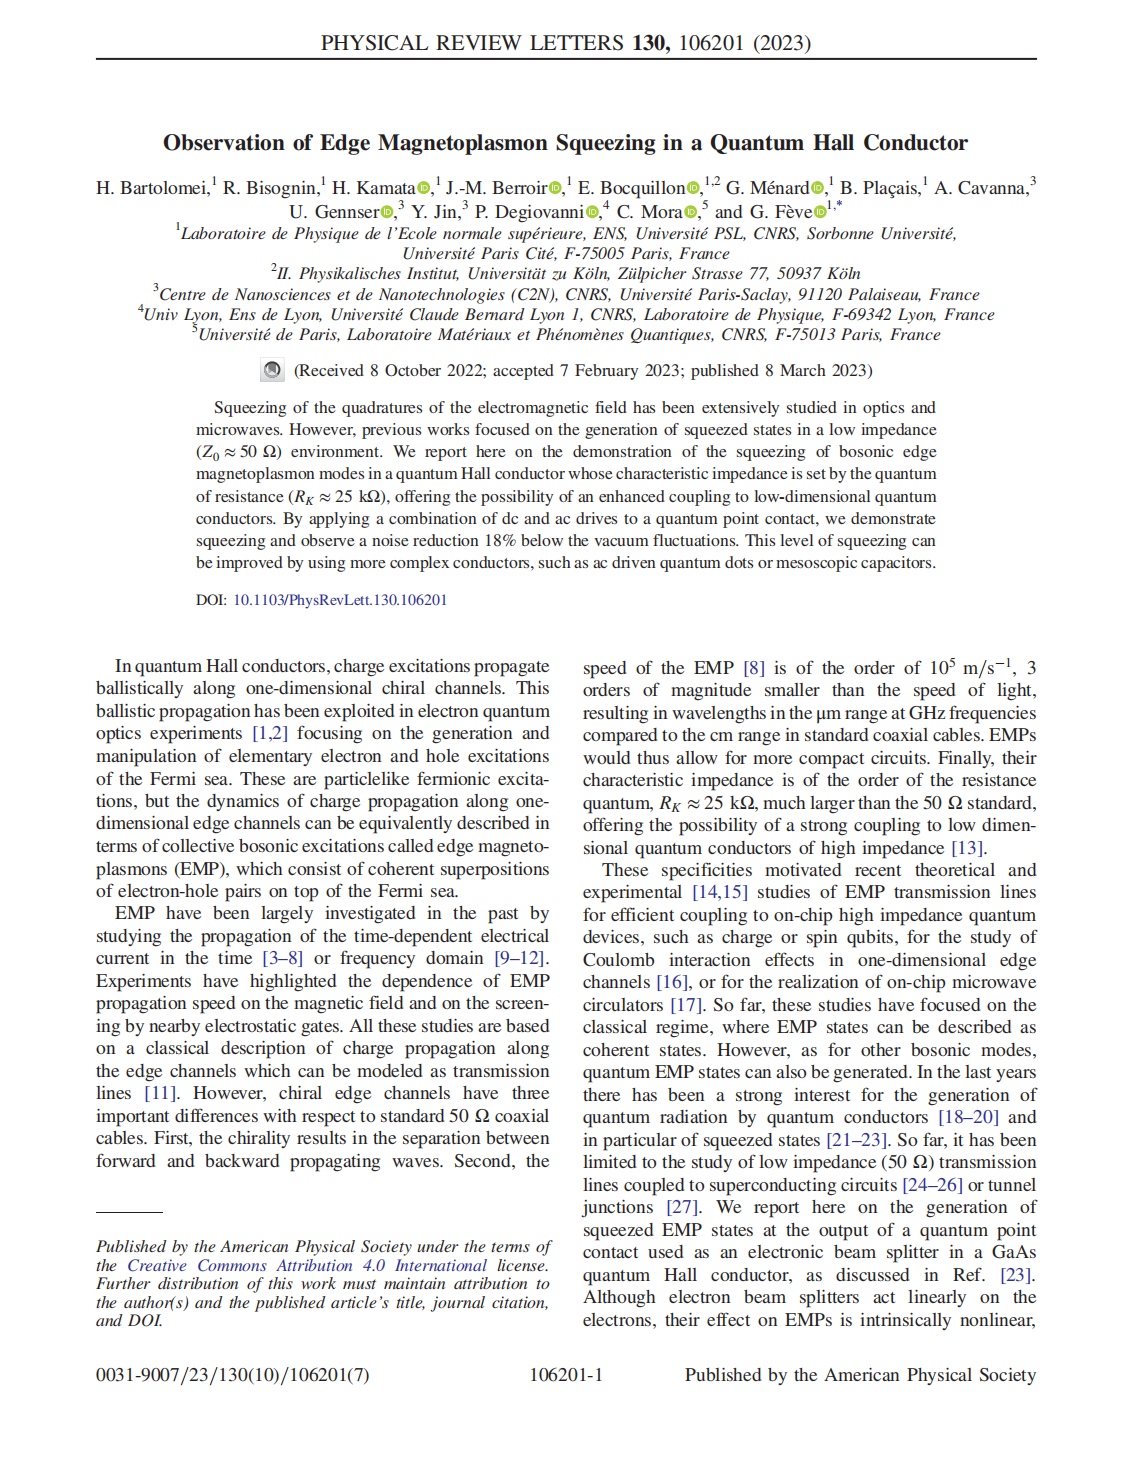 PHYSICAL REVIEW LETTERS 130, 106201 (2023)
Observation of Edge Magnetoplasmon Squeezing in a Quantum Hall Conductor
H. Bartolomei,1 R. Bisognin,1 H. Kamata,1 J.-M. Berroir,1 E. Bocquillon,1,2 G. Ménard,1 B. Plaçais,1 A. Cavanna,3
U. Gennser,3 Y. Jin,3 P. Degiovanni,4 C. Mora,5 and G. Fève1,*
1Laboratoire de Physique de l'Ecole normale supérieure, ENS, Université PSL, CNRS, Sorbonne Université,
Université Paris Cité, F-75005 Paris, France
2II. Physikalisches Institut, Universität zu Köln, Zülpicher Strasse 77, 50937 Köln
3Centre de Nanosciences et de Nanotechnologies (C2N), CNRS, Université Paris-Saclay, 91120 Palaiseau, France
4Univ Lyon, Ens de Lyon, Université Claude Bernard Lyon 1, CNRS, Laboratoire de Physique, F-69342 Lyon, France
5Université de Paris, Laboratoire Matériaux et Phénomènes Quantiques, CNRS, F-75013 Paris, France
(Received 8 October 2022; accepted 7 February 2023; published 8 March 2023)
Squeezing of the quadratures of the electromagnetic field has been extensively studied in optics and
microwaves. However, previous works focused on the generation of squeezed states in a low impedance
(Z0 ≈ 50 Ω) environment. We report here on the demonstration of the squeezing of bosonic edge
magnetoplasmon modes in a quantum Hall conductor whose characteristic impedance is set by the quantum
of resistance (RK ≈ 25 kΩ), offering the possibility of an enhanced coupling to low-dimensional quantum
conductors. By applying a combination of dc and ac drives to a quantum point contact, we demonstrate
squeezing and observe a noise reduction 18% below the vacuum fluctuations. This level of squeezing can
be improved by using more complex conductors, such as ac driven quantum dots or mesoscopic capacitors.
DOI: 10.1103/PhysRevLett.130.106201
In quantum Hall conductors, charge excitations propagate
ballistically along one-dimensional chiral channels. This
ballistic propagation has been exploited in electron quantum
optics experiments [1,2] focusing on the generation and
manipulation of elementary electron and hole excitations
of the Fermi sea. These are particlelike fermionic excita-
tions, but the dynamics of charge propagation along one-
dimensional edge channels can be equivalently described in
terms of collective bosonic excitations called edge magneto-
plasmons (EMP), which consist of coherent superpositions
of electron-hole pairs on top of the Fermi sea.
EMP have been largely investigated in the past by
studying the propagation of the time-dependent electrical
current in the time [3–8] or frequency domain [9–12].
Experiments have highlighted the dependence of EMP
propagation speed on the magnetic field and on the screen-
ing by nearby electrostatic gates. All these studies are based
on a classical description of charge propagation along
the edge channels which can be modeled as transmission
lines [11]. However, chiral edge channels have three
important differences with respect to standard 50 Ω coaxial
cables. First, the chirality results in the separation between
forward and backward propagating waves. Second, the
Published by the American Physical Society under the terms of
the Creative Commons Attribution 4.0 International license.
Further distribution of this work must maintain attribution to
the author(s) and the published article's title, journal citation,
and DOI.
speed of the EMP [8] is of the order of 10⁵ m/s⁻¹, 3
orders of magnitude smaller than the speed of light,
resulting in wavelengths in the μm range at GHz frequencies
compared to the cm range in standard coaxial cables. EMPs
would thus allow for more compact circuits. Finally, their
characteristic impedance is of the order of the resistance
quantum, RK ≈ 25 kΩ, much larger than the 50 Ω standard,
offering the possibility of a strong coupling to low dimen-
sional quantum conductors of high impedance [13].
These specificities motivated recent theoretical and
experimental [14,15] studies of EMP transmission lines
for efficient coupling to on-chip high impedance quantum
devices, such as charge or spin qubits, for the study of
Coulomb interaction effects in one-dimensional edge
channels [16], or for the realization of on-chip microwave
circulators [17]. So far, these studies have focused on the
classical regime, where EMP states can be described as
coherent states. However, as for other bosonic modes,
quantum EMP states can also be generated. In the last years
there has been a strong interest for the generation of
quantum radiation by quantum conductors [18–20] and
in particular of squeezed states [21–23]. So far, it has been
limited to the study of low impedance (50 Ω) transmission
lines coupled to superconducting circuits [24–26] or tunnel
junctions [27]. We report here on the generation of
squeezed EMP states at the output of a quantum point
contact used as an electronic beam splitter in a GaAs
quantum Hall conductor, as discussed in Ref. [23].
Although electron beam splitters act linearly on the
electrons, their effect on EMPs is intrinsically nonlinear,
0031-9007/23/130(10)/106201(7)
106201-1
Published by the American Physical Society